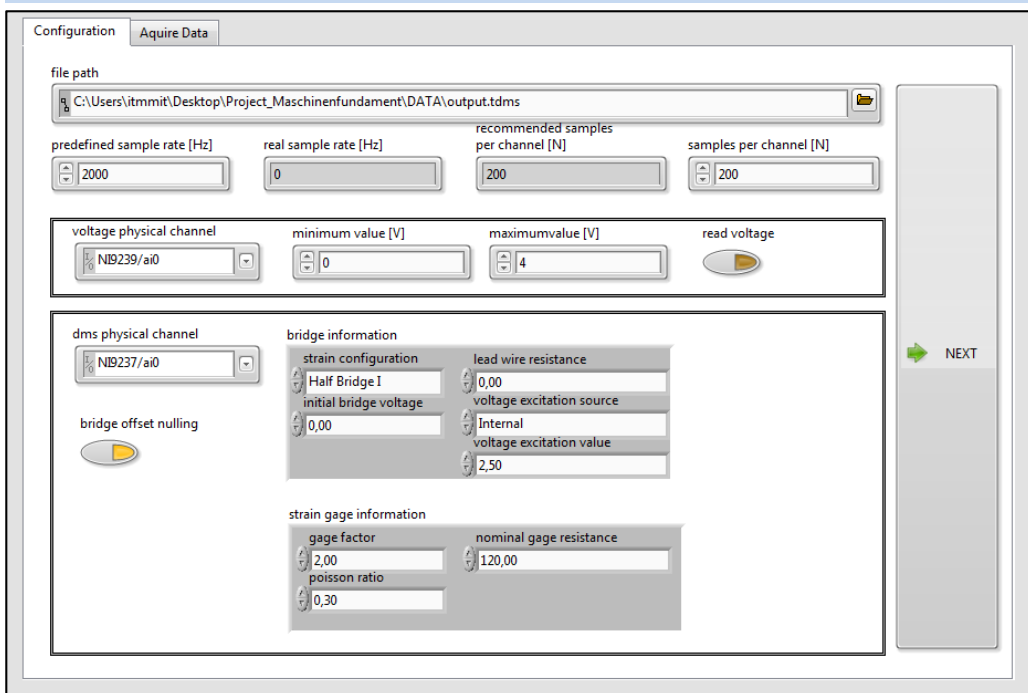 Configuration
Aquire Data
file path
C:\Users\itmmit\Desktop\Project_Maschinenfundament\DATA\output.tdms
predefined sample rate [Hz]
2000
real sample rate [Hz]
0
recommended samples
per channel [N]
200
samples per channel [N]
200
voltage physical channel
NI9239/ai0
minimum value [V]
0
maximumvalue [V]
4
read voltage
dms physical channel
NI9237/ai0
bridge offset nulling
bridge information
strain configuration
Half Bridge I
initial bridge voltage
0,00
lead wire resistance
0,00
voltage excitation source
Internal
voltage excitation value
2,50
strain gage information
gage factor
2,00
poisson ratio
0,30
nominal gage resistance
120,00
NEXT